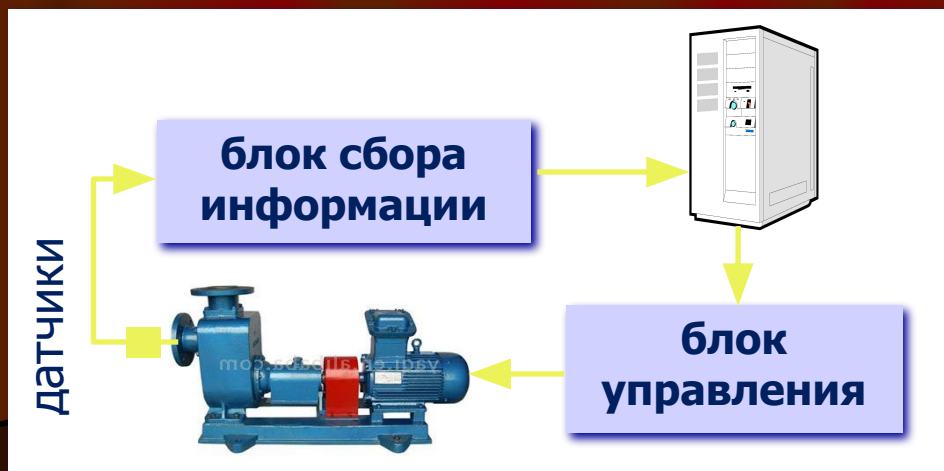 блок сбора
информации
датчики
блок
управления